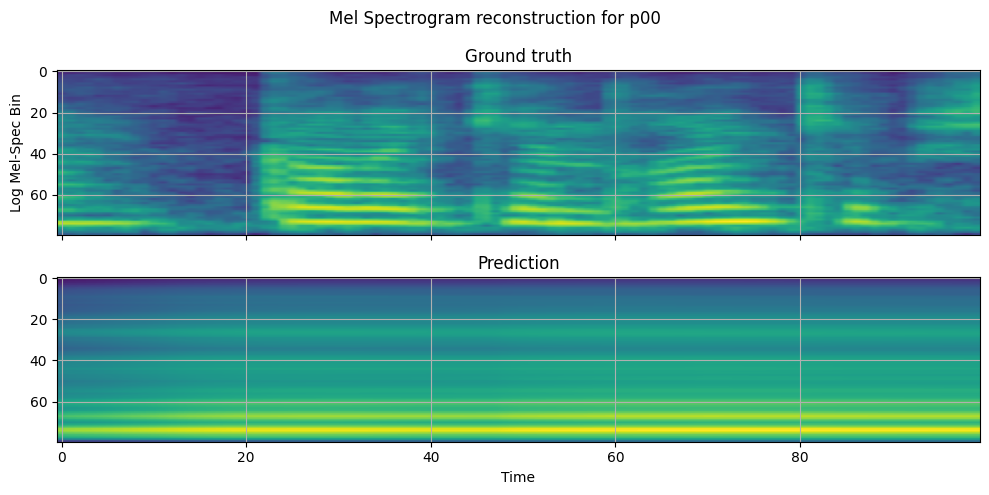 Mel Spectrogram reconstruction for p00
Ground truth
0
20
40
60
Log Mel-Spec Bin
Prediction
0
20
40
60
0 20 40 60 80
Time